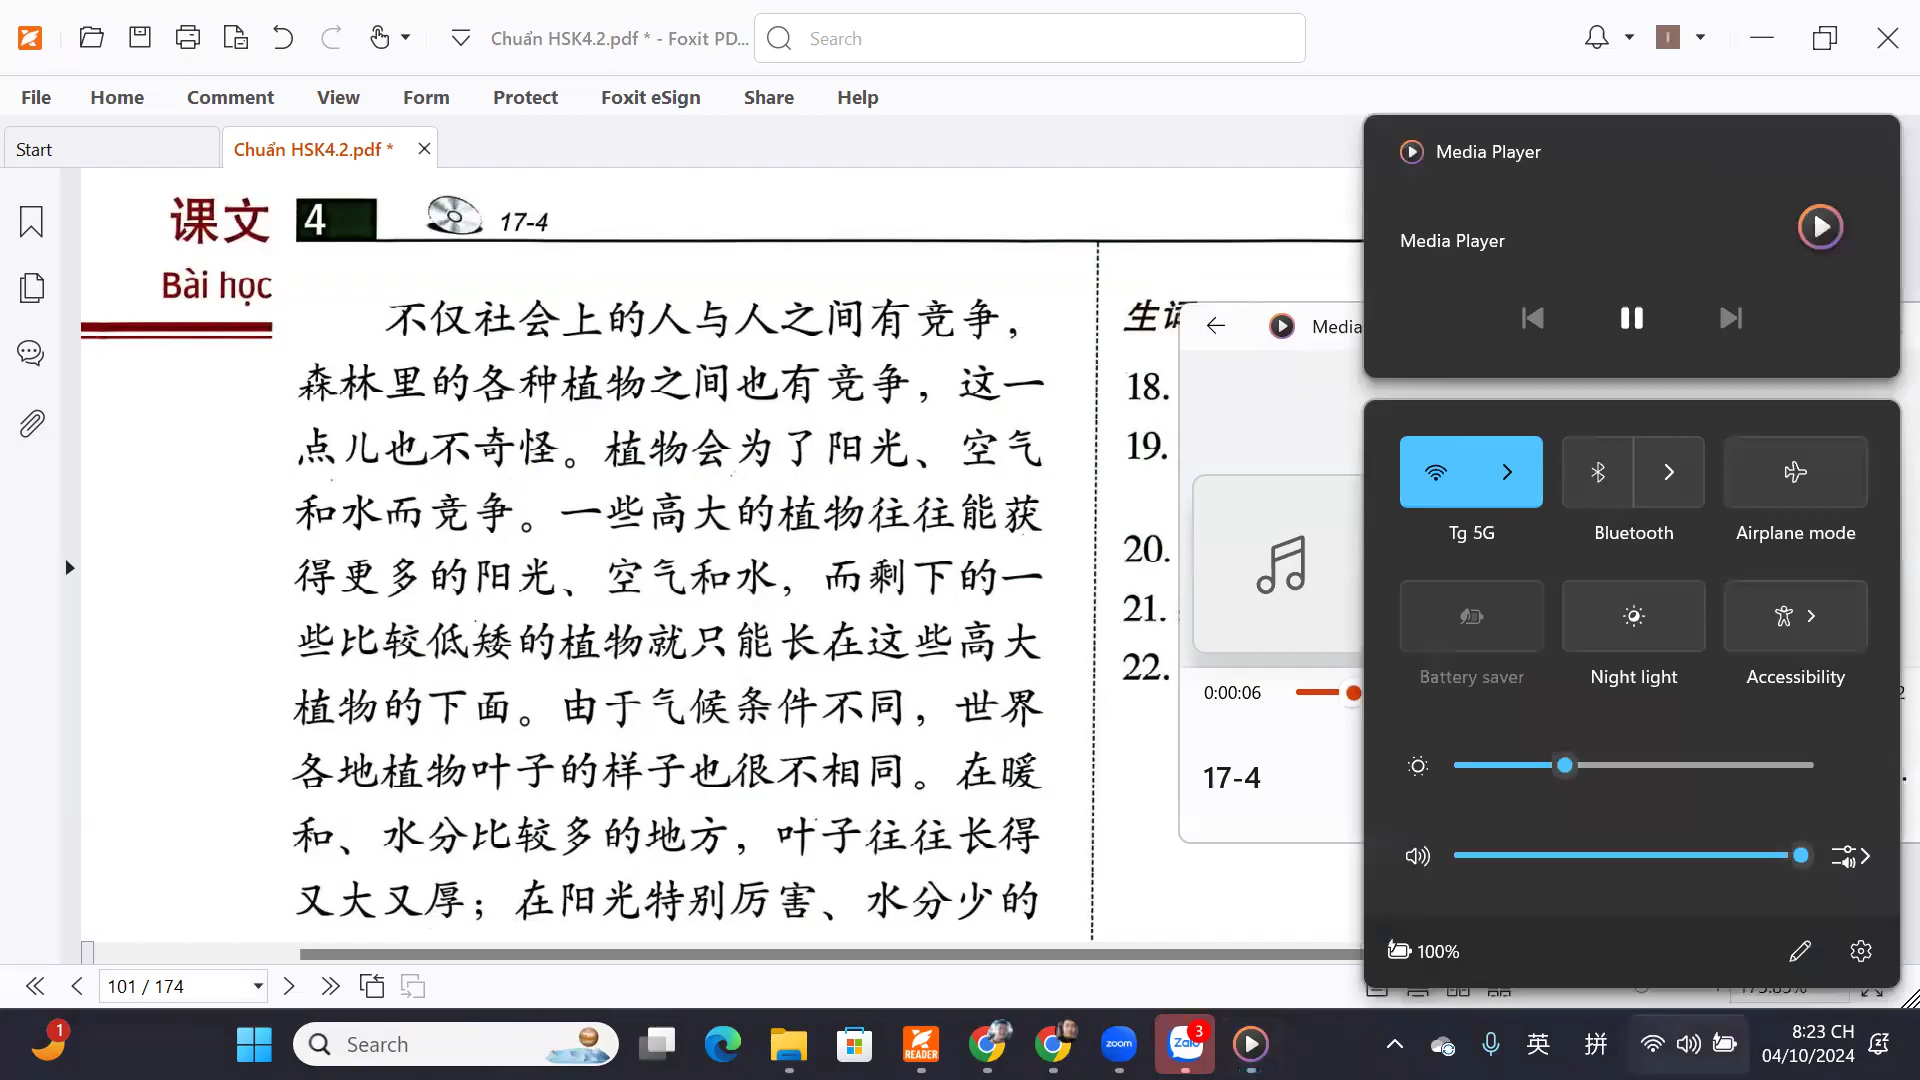 Chuẩn HSK4.2.pdf * - Foxit PD...
Search
File
Home
Comment
View
Form
Protect
Foxit eSign
Share
Help
Start
Chuẩn HSK4.2.pdf *
课文 4 17-4
Bài học
不仅社会上的人与人之间有竞争，
森林里的各种植物之间也有竞争，这一
点儿也不奇怪。植物会为了阳光、空气
和水而竞争。一些高大的植物往往能获
得更多的阳光、空气和水，而剩下的一
些比较低矮的植物就只能长在这些高大
植物的下面。由于气候条件不同，世界
各地植物叶子的样子也很不相同。在暖
和、水分比较多的地方，叶子往往长得
又大又厚；在阳光特别厉害、水分少的
生词
18.
19.
20.
21.
22.
Media
0:00:06
17-4
Media Player
Media Player
Tg 5G
Bluetooth
Airplane mode
Battery saver
Night light
Accessibility
100%
101 / 174
1
Search
READER
zoom
Zalo
3
英
拼
8:23 CH
04/10/2024